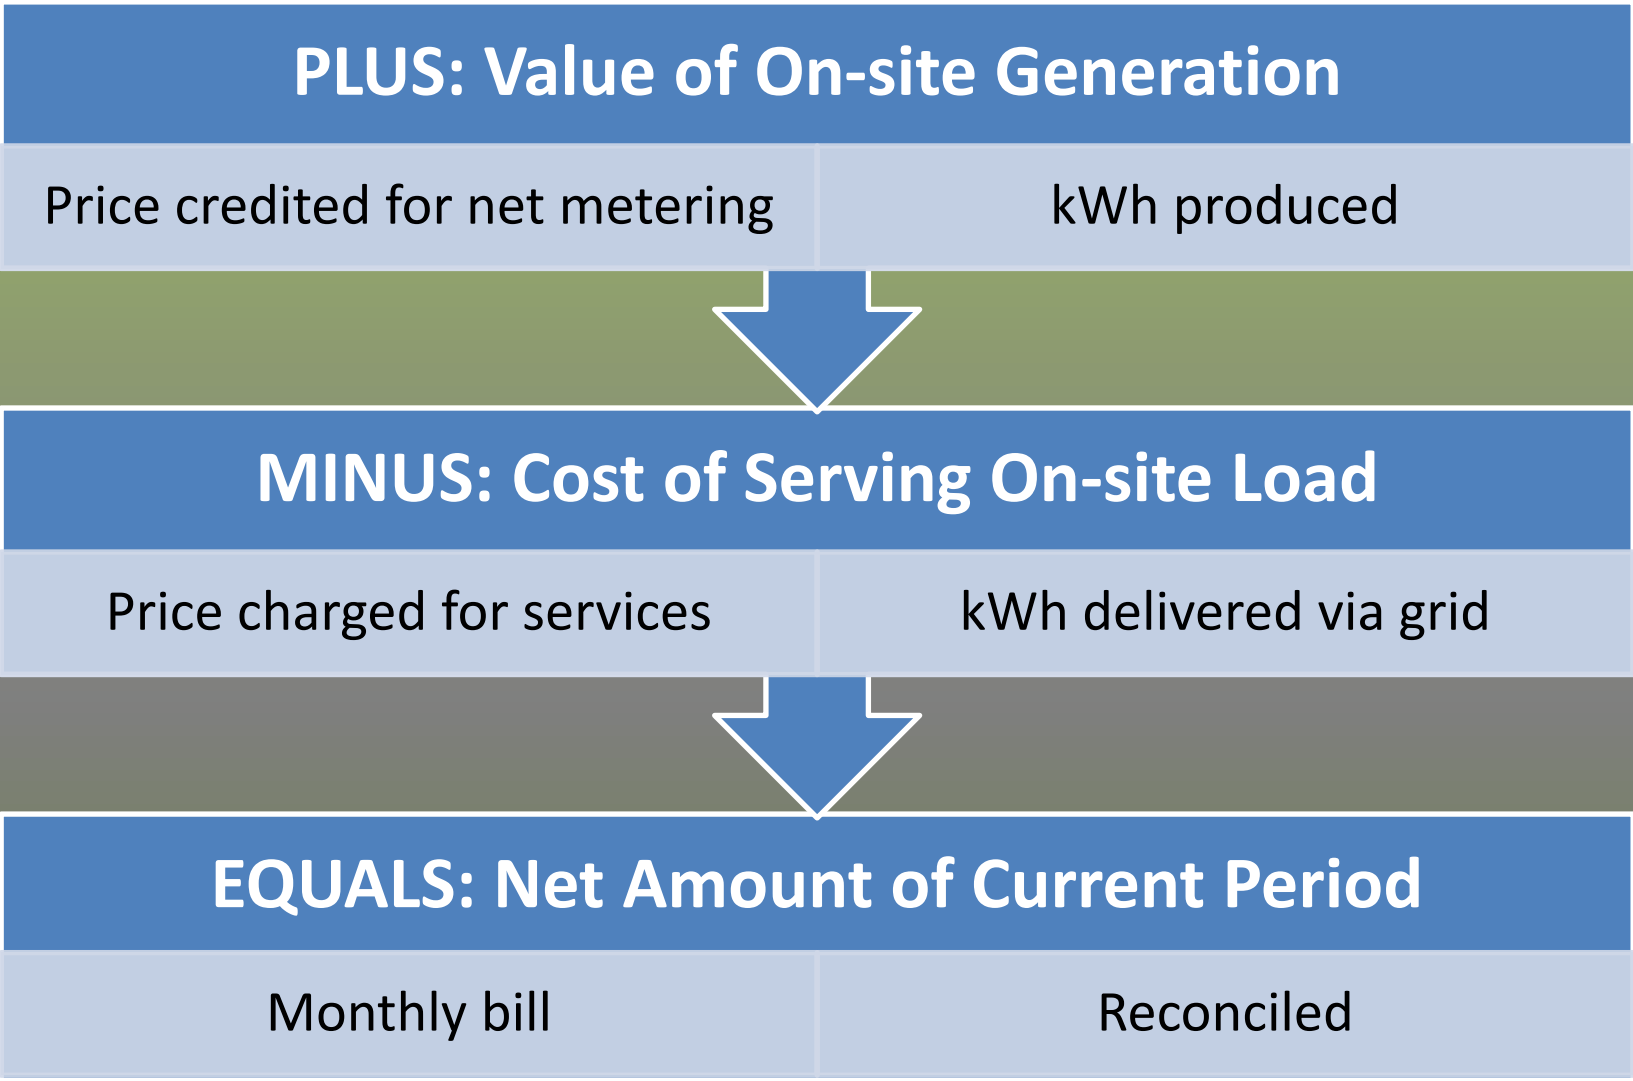 PLUS: Value of On-site Generation
Price credited for net metering
kWh produced
MINUS: Cost of Serving On-site Load
Price charged for services
kWh delivered via grid
EQUALS: Net Amount of Current Period
Monthly bill
Reconciled